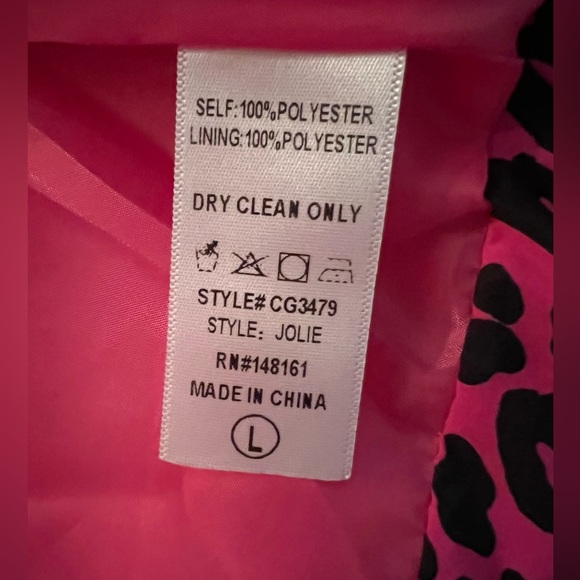 SELF:100%POLYESTER
LINING:100%POLYESTER
DRY CLEAN ONLY
STYLE# CG3479
STYLE: JOLIE
RN#148161
MADE IN CHINA
L